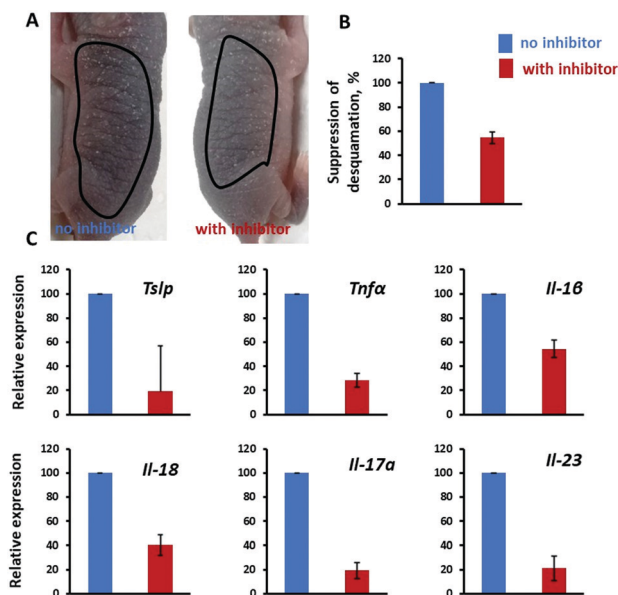 A
no inhibitor
with inhibitor
B
no inhibitor
with inhibitor
Suppression of
desquamation, %
120
100
80
60
40
20
0
C
Relative expression
120
100
80
60
40
20
0
Tslp
120
100
80
60
40
20
0
Tnfα
120
100
80
60
40
20
0
Il-1β
Relative expression
120
100
80
60
40
20
0
Il-18
120
100
80
60
40
20
0
Il-17a
120
100
80
60
40
20
0
Il-23